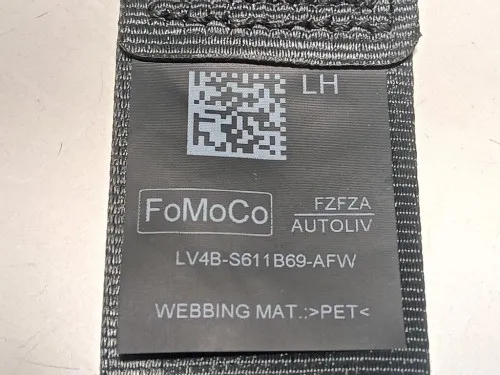 LH
FoMoCo
FZFZA
AUTOLIV
LV4B-S611B69-AFW
WEBBING MAT.:>PET<